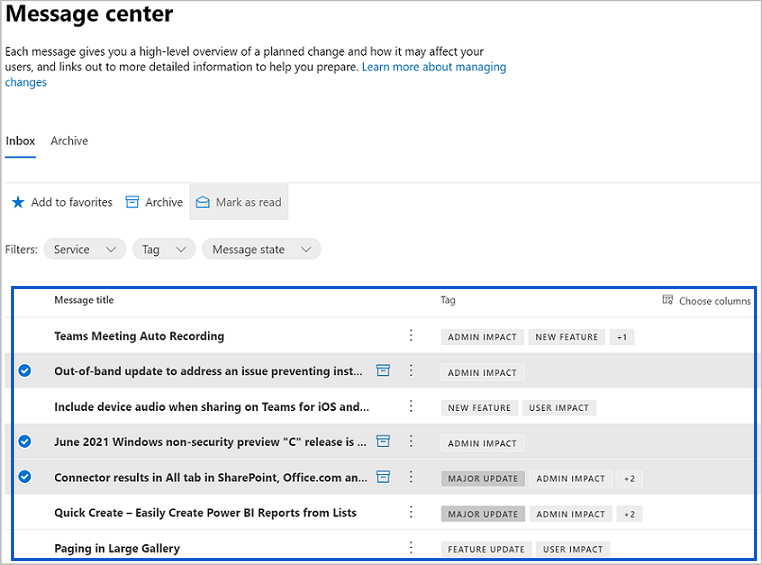 Message center
Each message gives you a high-level overview of a planned change and how it may affect your
users, and links out to more detailed information to help you prepare. Learn more about managing
changes
Inbox Archive
Add to favorites Archive Mark as read
Filters: Service Tag Message state
Message title Tag Choose columns
Teams Meeting Auto Recording ADMIN IMPACT NEW FEATURE +1
Out-of-band update to address an issue preventing inst... ADMIN IMPACT
Include device audio when sharing on Teams for iOS and... NEW FEATURE USER IMPACT
June 2021 Windows non-security preview "C" release is ... ADMIN IMPACT
Connector results in All tab in SharePoint, Office.com an... MAJOR UPDATE ADMIN IMPACT +2
Quick Create – Easily Create Power BI Reports from Lists MAJOR UPDATE ADMIN IMPACT +2
Paging in Large Gallery FEATURE UPDATE USER IMPACT